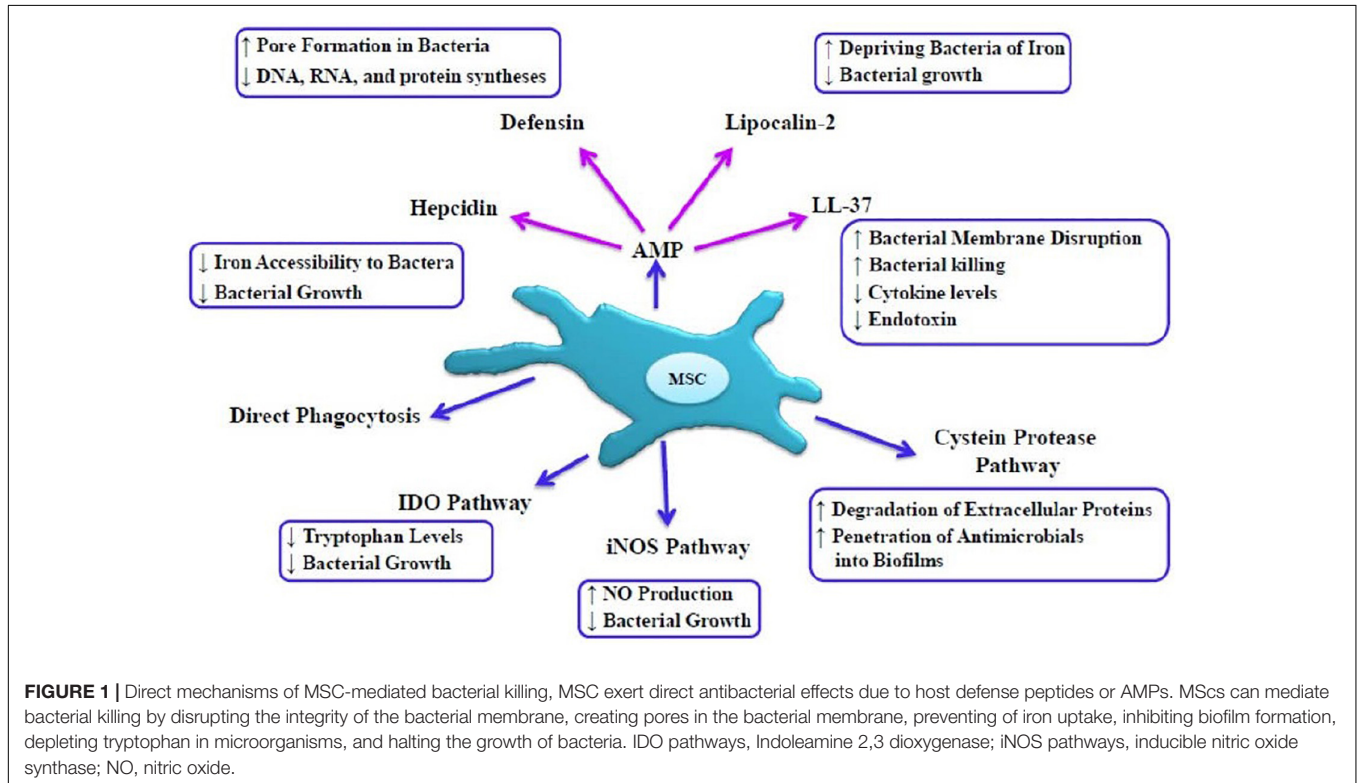 ↑ Pore Formation in Bacteria
↓ DNA, RNA, and protein syntheses
↑ Depriving Bacteria of Iron
↓ Bacterial growth
Defensin
Lipocalin-2
Hepcidin
LL-37
AMP
↓ Iron Accessibility to Bactera
↓ Bacterial Growth
↑ Bacterial Membrane Disruption
↑ Bacterial killing
↓ Cytokine levels
↓ Endotoxin
MSC
Direct Phagocytosis
Cystein Protease
Pathway
IDO Pathway
↓ Tryptophan Levels
↓ Bacterial Growth
iNOS Pathway
↑ NO Production
↓ Bacterial Growth
↑ Degradation of Extracellular Proteins
↑ Penetration of Antimicrobials
into Biofilms
FIGURE 1 | Direct mechanisms of MSC-mediated bacterial killing, MSC exert direct antibacterial effects due to host defense peptides or AMPs. MScs can mediate
bacterial killing by disrupting the integrity of the bacterial membrane, creating pores in the bacterial membrane, preventing of iron uptake, inhibiting biofilm formation,
depleting tryptophan in microorganisms, and halting the growth of bacteria. IDO pathways, Indoleamine 2,3 dioxygenase; iNOS pathways, inducible nitric oxide
synthase; NO, nitric oxide.